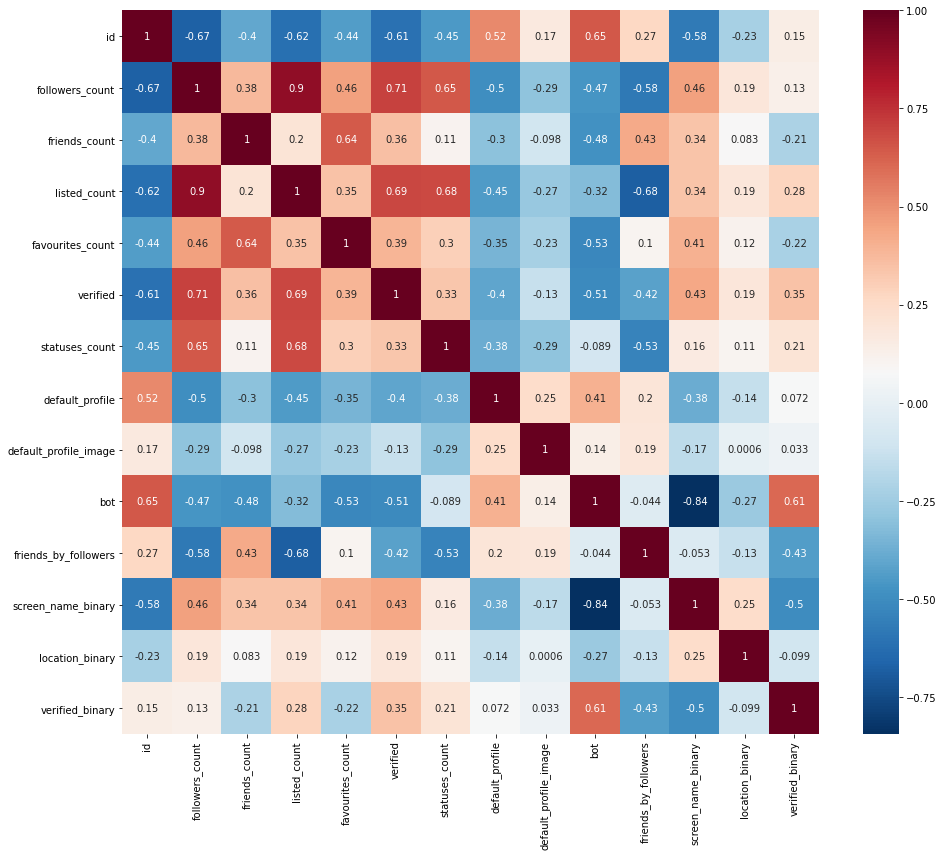 1.00
id 1 -0.67 -0.4 -0.62 -0.44 -0.61 -0.45 0.52 0.17 0.65 0.27 -0.58 -0.23 0.15
followers_count -0.67 1 0.38 0.9 0.46 0.71 0.65 -0.5 -0.29 -0.47 -0.58 0.46 0.19 0.13
0.75
friends_count -0.4 0.38 1 0.2 0.64 0.36 0.11 -0.3 -0.098 -0.48 0.43 0.34 0.083 -0.21
listed_count -0.62 0.9 0.2 1 0.35 0.69 0.68 -0.45 -0.27 -0.32 -0.68 0.34 0.19 0.28
0.50
favourites_count -0.44 0.46 0.64 0.35 1 0.39 0.3 -0.35 -0.23 -0.53 0.1 0.41 0.12 -0.22
verified -0.61 0.71 0.36 0.69 0.39 1 0.33 -0.4 -0.13 -0.51 -0.42 0.43 0.19 0.35
0.25
statuses_count -0.45 0.65 0.11 0.68 0.3 0.33 1 -0.38 -0.29 -0.089 -0.53 0.16 0.11 0.21
default_profile 0.52 -0.5 -0.3 -0.45 -0.35 -0.4 -0.38 1 0.25 0.41 0.2 -0.38 -0.14 0.072
0.00
default_profile_image 0.17 -0.29 -0.098 -0.27 -0.23 -0.13 -0.29 0.25 1 0.14 0.19 -0.17 0.0006 0.033
-0.25
bot 0.65 -0.47 -0.48 -0.32 -0.53 -0.51 -0.089 0.41 0.14 1 -0.044 -0.84 -0.27 0.61
friends_by_followers 0.27 -0.58 0.43 -0.68 0.1 -0.42 -0.53 0.2 0.19 -0.044 1 -0.053 -0.13 -0.43
-0.50
screen_name_binary -0.58 0.46 0.34 0.34 0.41 0.43 0.16 -0.38 -0.17 -0.84 -0.053 1 0.25 -0.5
location_binary -0.23 0.19 0.083 0.19 0.12 0.19 0.11 -0.14 0.0006 -0.27 -0.13 0.25 1 -0.099
-0.75
verified_binary 0.15 0.13 -0.21 0.28 -0.22 0.35 0.21 0.072 0.033 0.61 -0.43 -0.5 -0.099 1
id
followers_count
friends_count
listed_count
favourites_count
verified
statuses_count
default_profile
default_profile_image
bot
friends_by_followers
screen_name_binary
location_binary
verified_binary